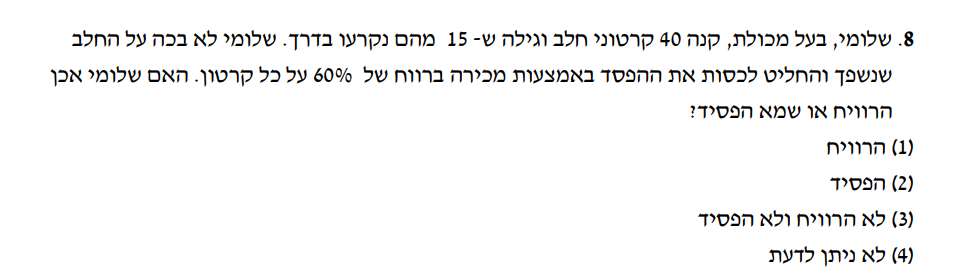 8. שלומי, בעל מכולת, קנה 40 קרטוני חלב וגילה ש- 15 מהם נקרעו בדרך. שלומי לא בכה על החלב
שנשפך והחליט לכסות את ההפסד באמצעות מכירה ברווח של 60% על כל קרטון. האם שלומי אכן
הרוויח או שמא הפסיד?
(1) הרוויח
(2) הפסיד
(3) לא הרוויח ולא הפסיד
(4) לא ניתן לדעת